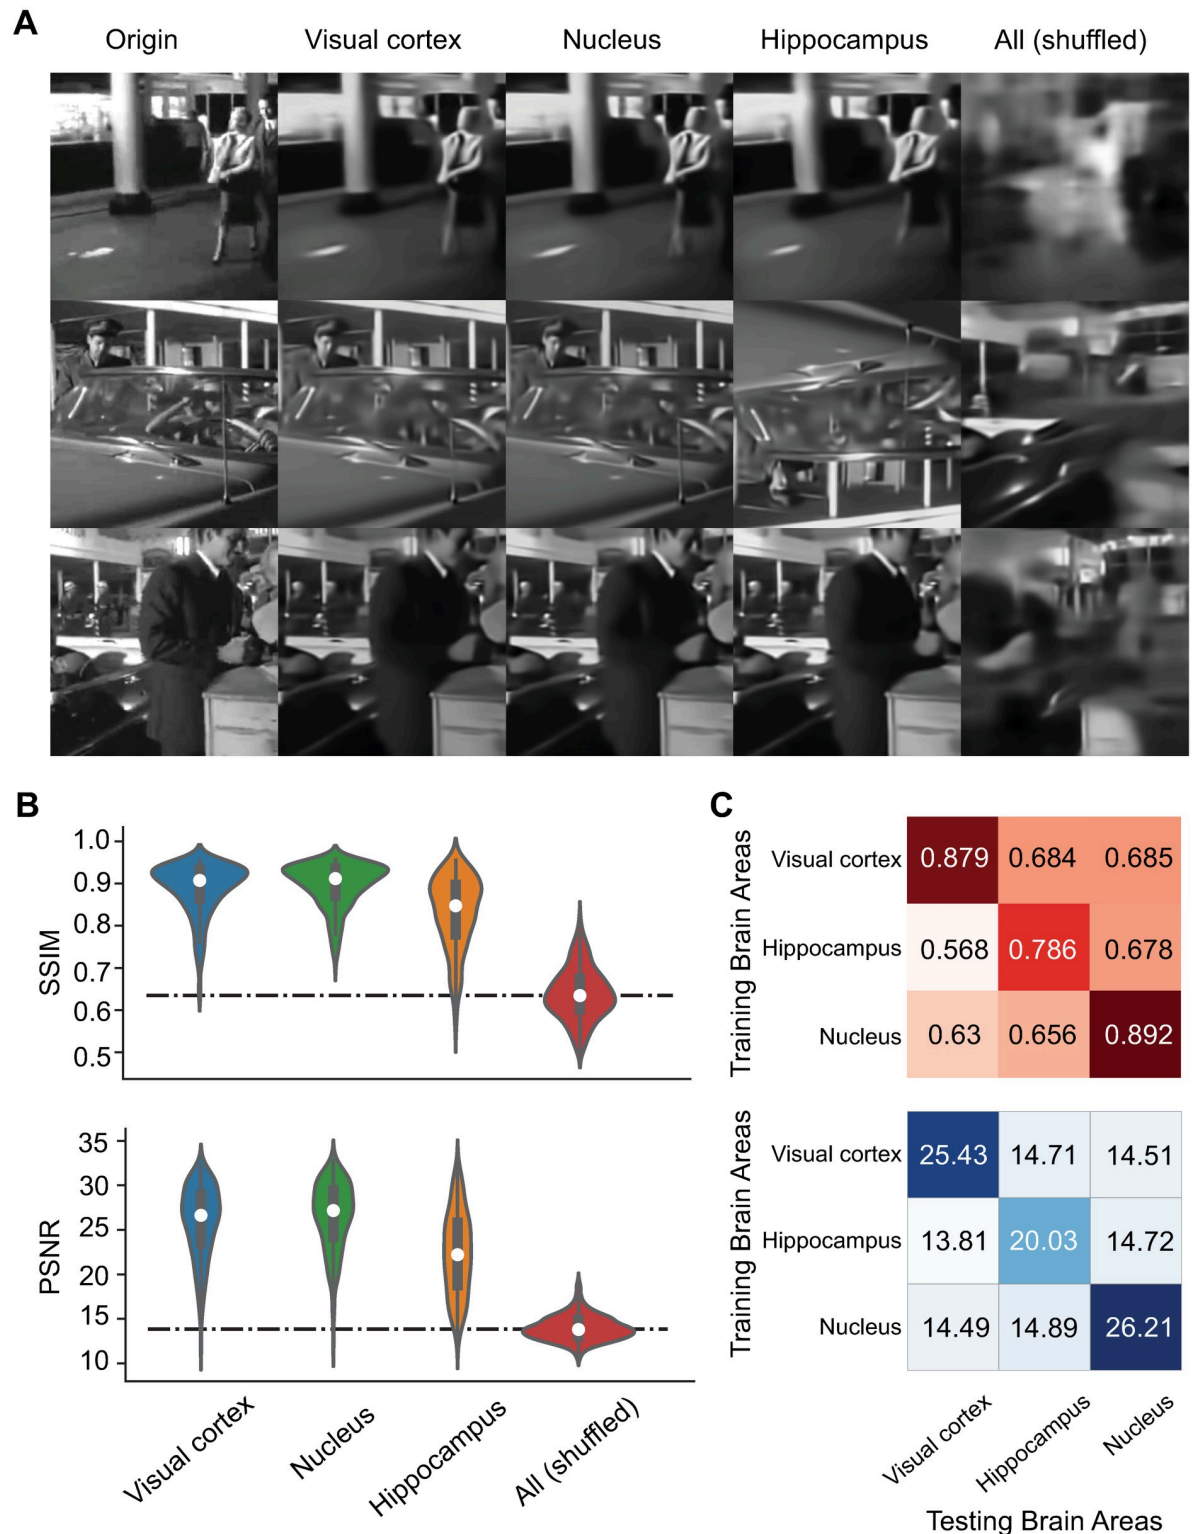 A
Origin Visual cortex Nucleus Hippocampus All (shuffled)
B
SSIM
1.0
0.9
0.8
0.7
0.6
0.5
PSNR
35
30
25
20
15
10
Visual cortex Nucleus Hippocampus All (shuffled)
C
Training Brain Areas
Visual cortex 0.879 0.684 0.685
Hippocampus 0.568 0.786 0.678
Nucleus 0.63 0.656 0.892
Training Brain Areas
Visual cortex 25.43 14.71 14.51
Hippocampus 13.81 20.03 14.72
Nucleus 14.49 14.89 26.21
Visual cortex Hippocampus Nucleus
Testing Brain Areas